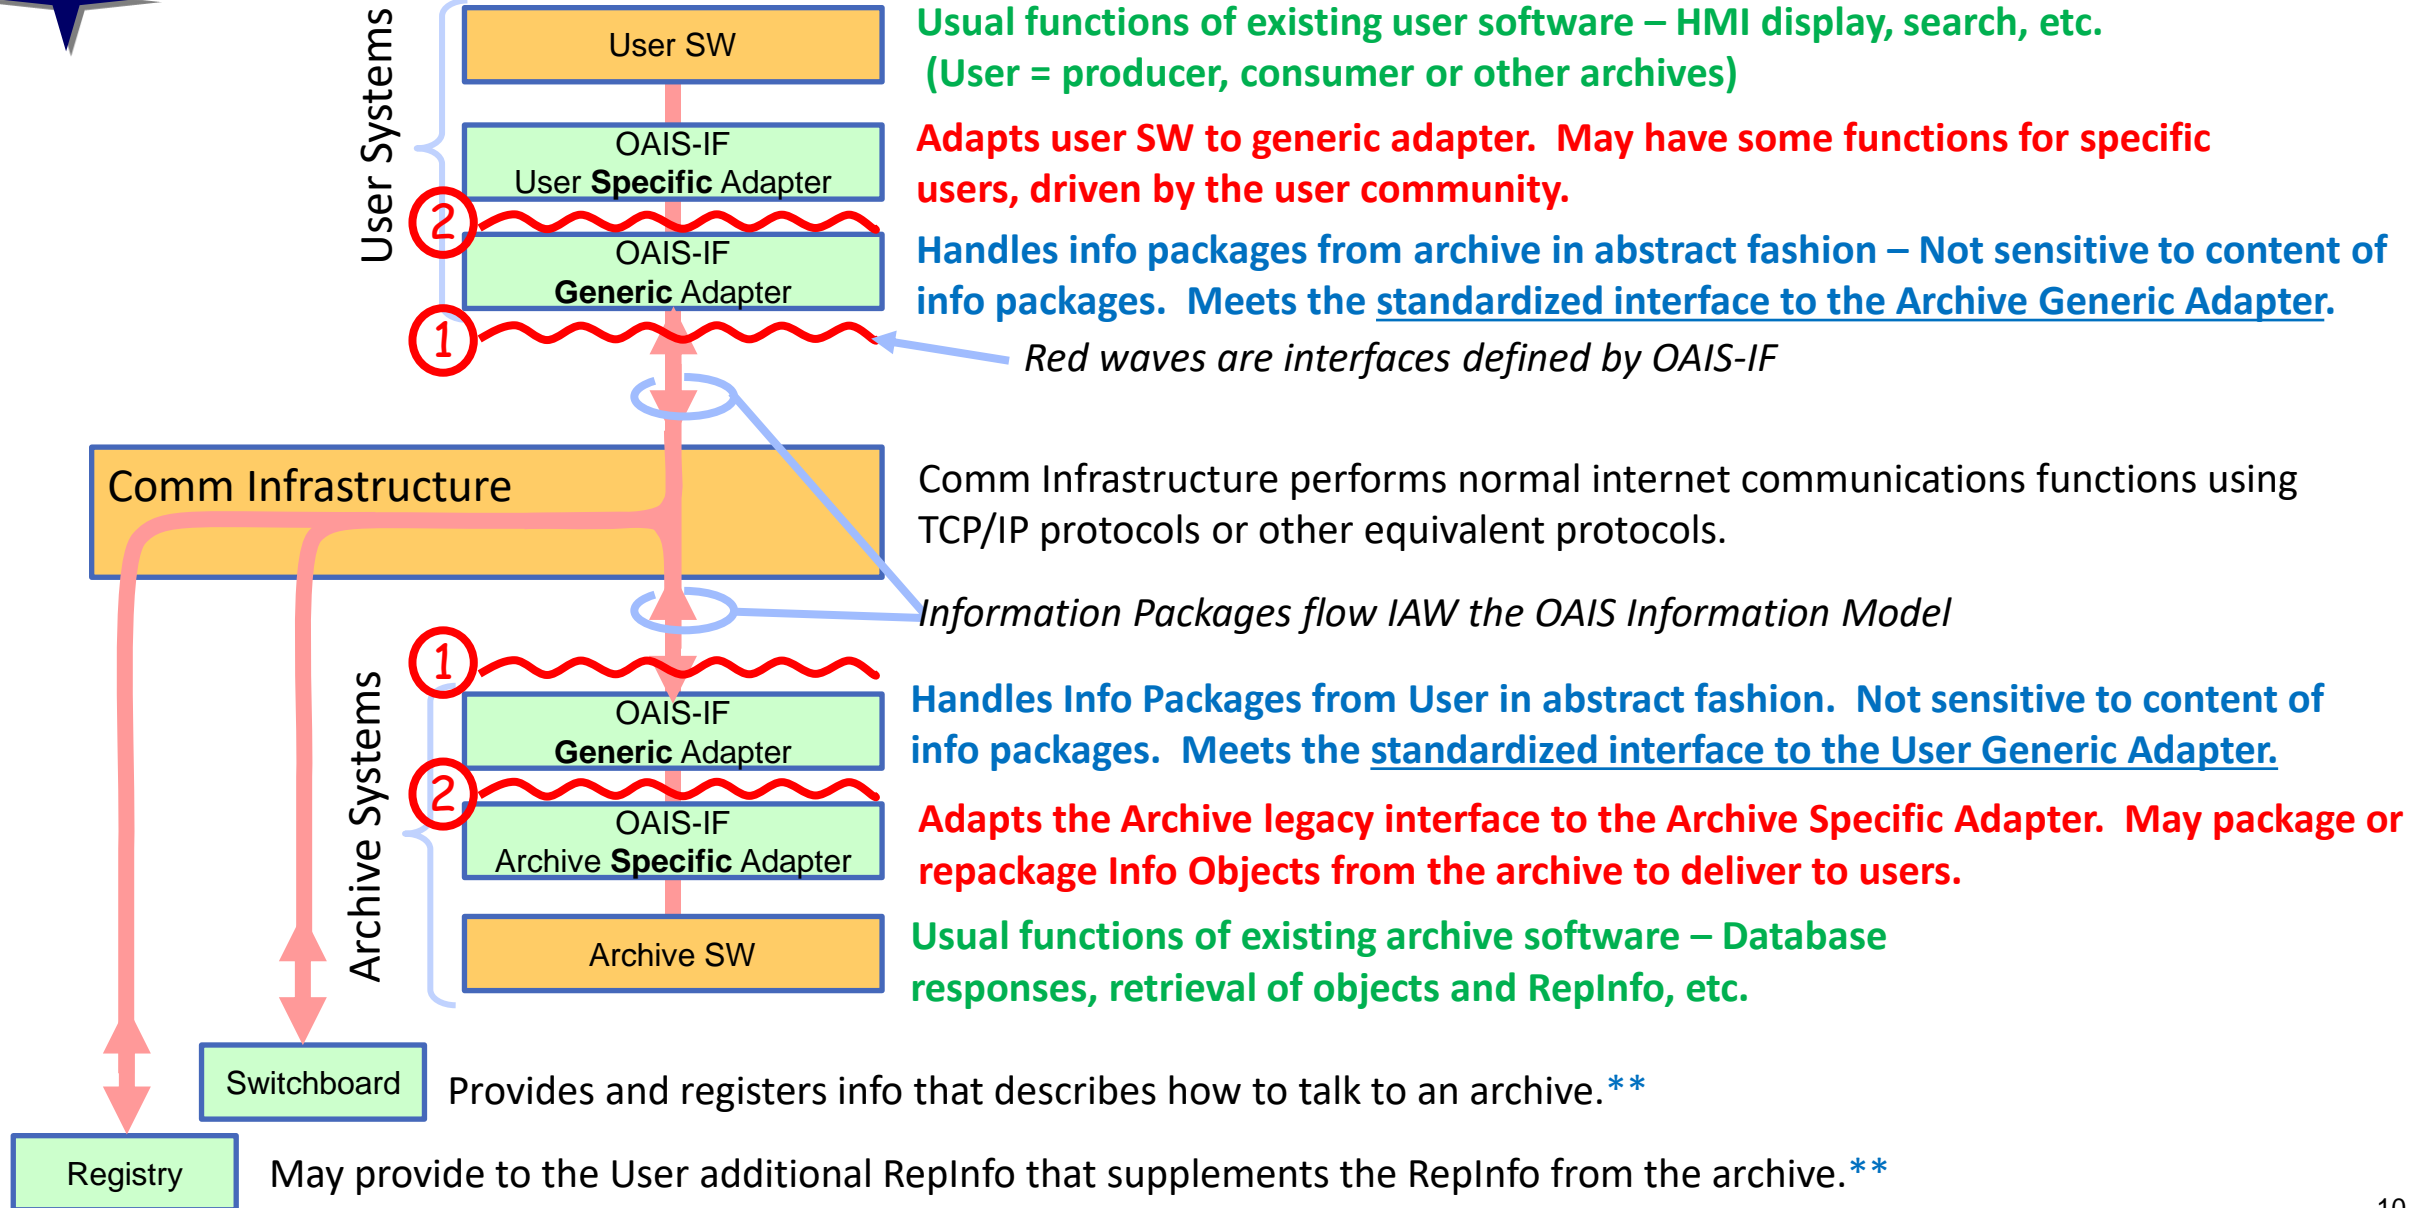 User Systems
User SW
Usual functions of existing user software – HMI display, search, etc.
(User = producer, consumer or other archives)
OAIS-IF
User Specific Adapter
Adapts user SW to generic adapter.  May have some functions for specific
users, driven by the user community.
2
OAIS-IF
Generic Adapter
Handles info packages from archive in abstract fashion – Not sensitive to content of
info packages.  Meets the standardized interface to the Archive Generic Adapter.
1
Red waves are interfaces defined by OAIS-IF
Comm Infrastructure
Comm Infrastructure performs normal internet communications functions using
TCP/IP protocols or other equivalent protocols.
Information Packages flow IAW the OAIS Information Model
1
Archive Systems
OAIS-IF
Generic Adapter
Handles Info Packages from User in abstract fashion.  Not sensitive to content of
info packages.  Meets the standardized interface to the User Generic Adapter.
2
OAIS-IF
Archive Specific Adapter
Adapts the Archive legacy interface to the Archive Specific Adapter.  May package or
repackage Info Objects from the archive to deliver to users.
Archive SW
Usual functions of existing archive software – Database
responses, retrieval of objects and RepInfo, etc.
Switchboard
Provides and registers info that describes how to talk to an archive.**
Registry
May provide to the User additional RepInfo that supplements the RepInfo from the archive.**
10